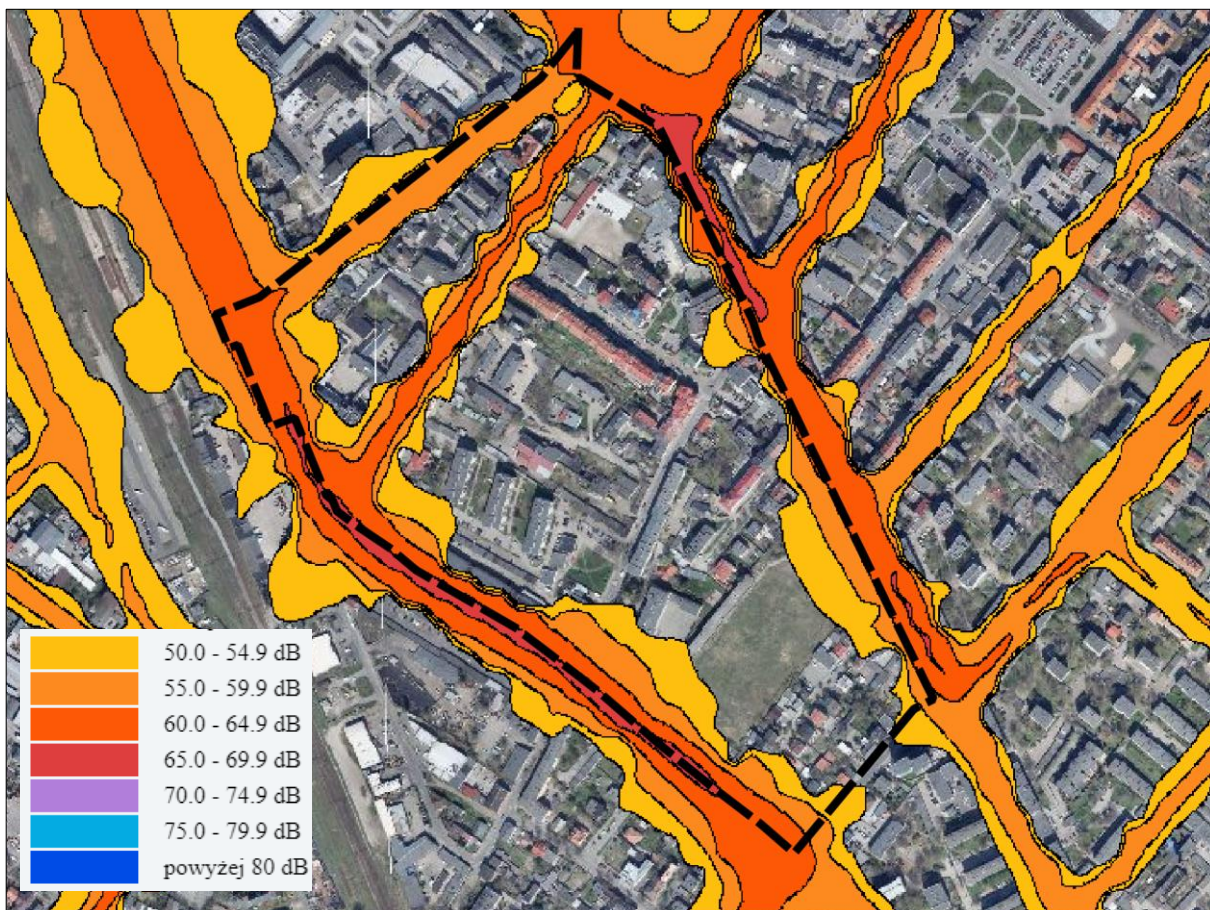 50.0 - 54.9 dB
55.0 - 59.9 dB
60.0 - 64.9 dB
65.0 - 69.9 dB
70.0 - 74.9 dB
75.0 - 79.9 dB
powyżej 80 dB